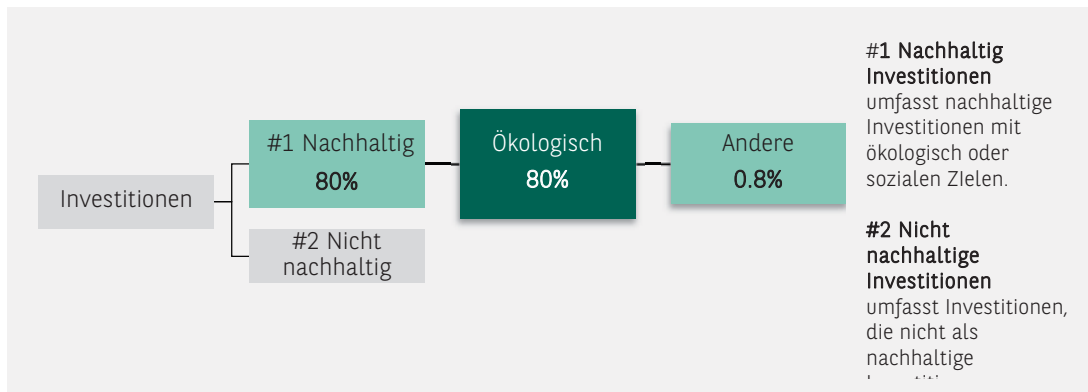 Investitionen
#1 Nachhaltig
80%
#2 Nicht
nachhaltig
Ökologisch
80%
Andere
0.8%
#1 Nachhaltig
Investitionen
umfasst nachhaltige
Investitionen mit
ökologisch oder
sozialen ZIelen.
#2 Nicht
nachhaltige
Investitionen
umfasst Investitionen,
die nicht als
nachhaltige